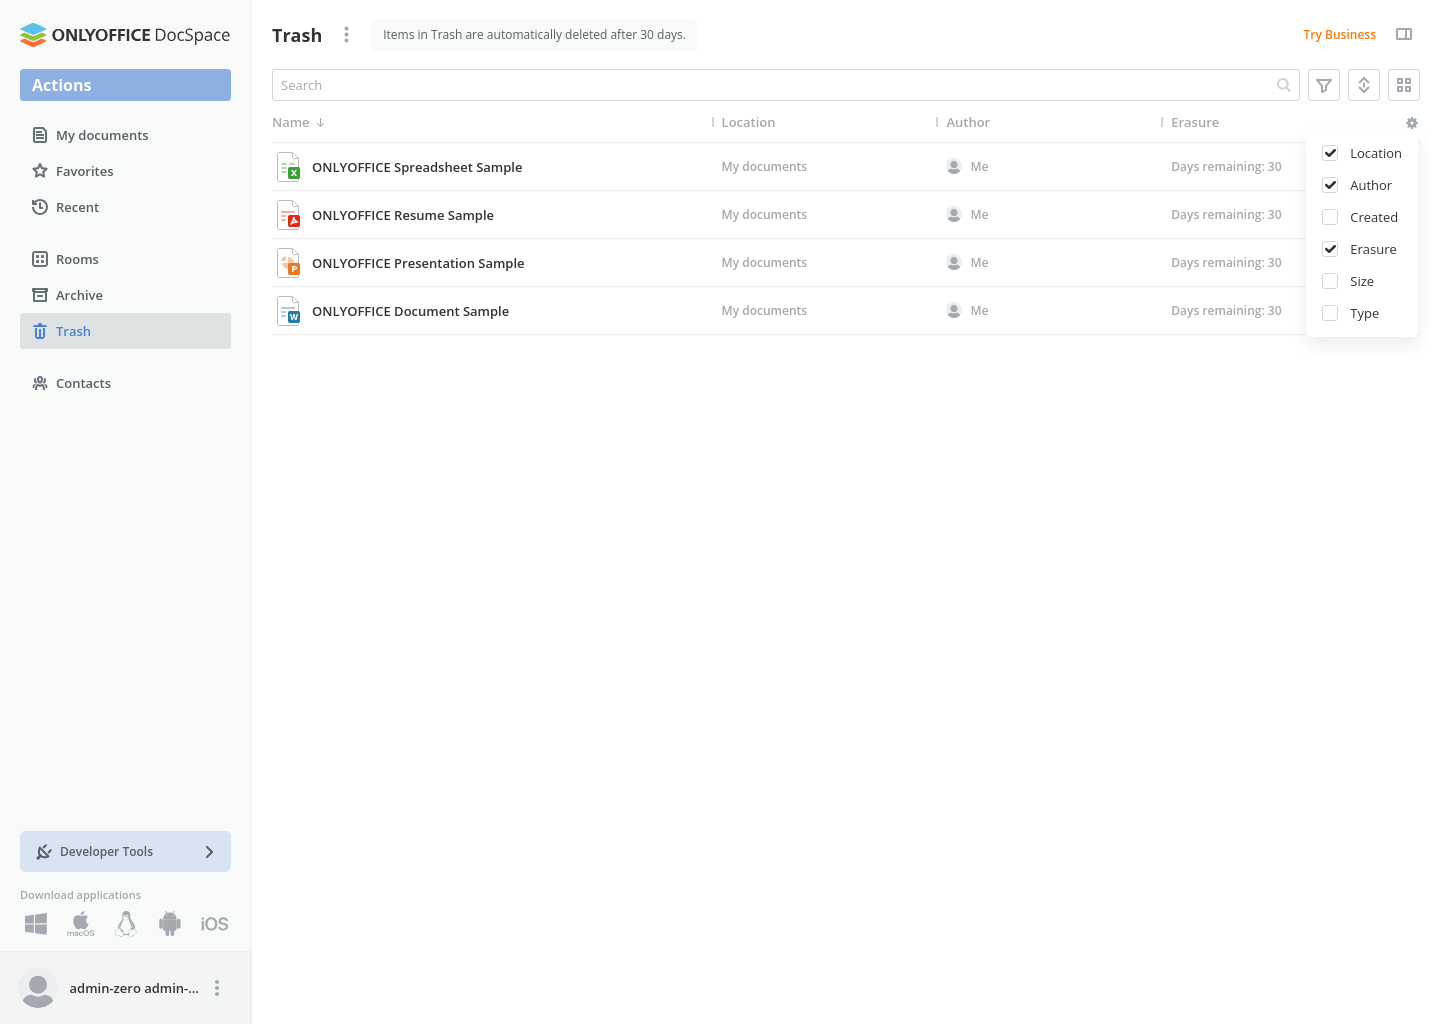 ONLYOFFICE DocSpace
Actions
My documents
Favorites
Recent
Rooms
Archive
Trash
Contacts
Developer Tools
Download applications
macOS
iOS
admin-zero admin-...
Trash
Items in Trash are automatically deleted after 30 days.
Try Business
Search
Name Location Author Erasure
ONLYOFFICE Spreadsheet Sample My documents Me Days remaining: 30
ONLYOFFICE Resume Sample My documents Me Days remaining: 30
ONLYOFFICE Presentation Sample My documents Me Days remaining: 30
ONLYOFFICE Document Sample My documents Me Days remaining: 30
Location
Author
Created
Erasure
Size
Type